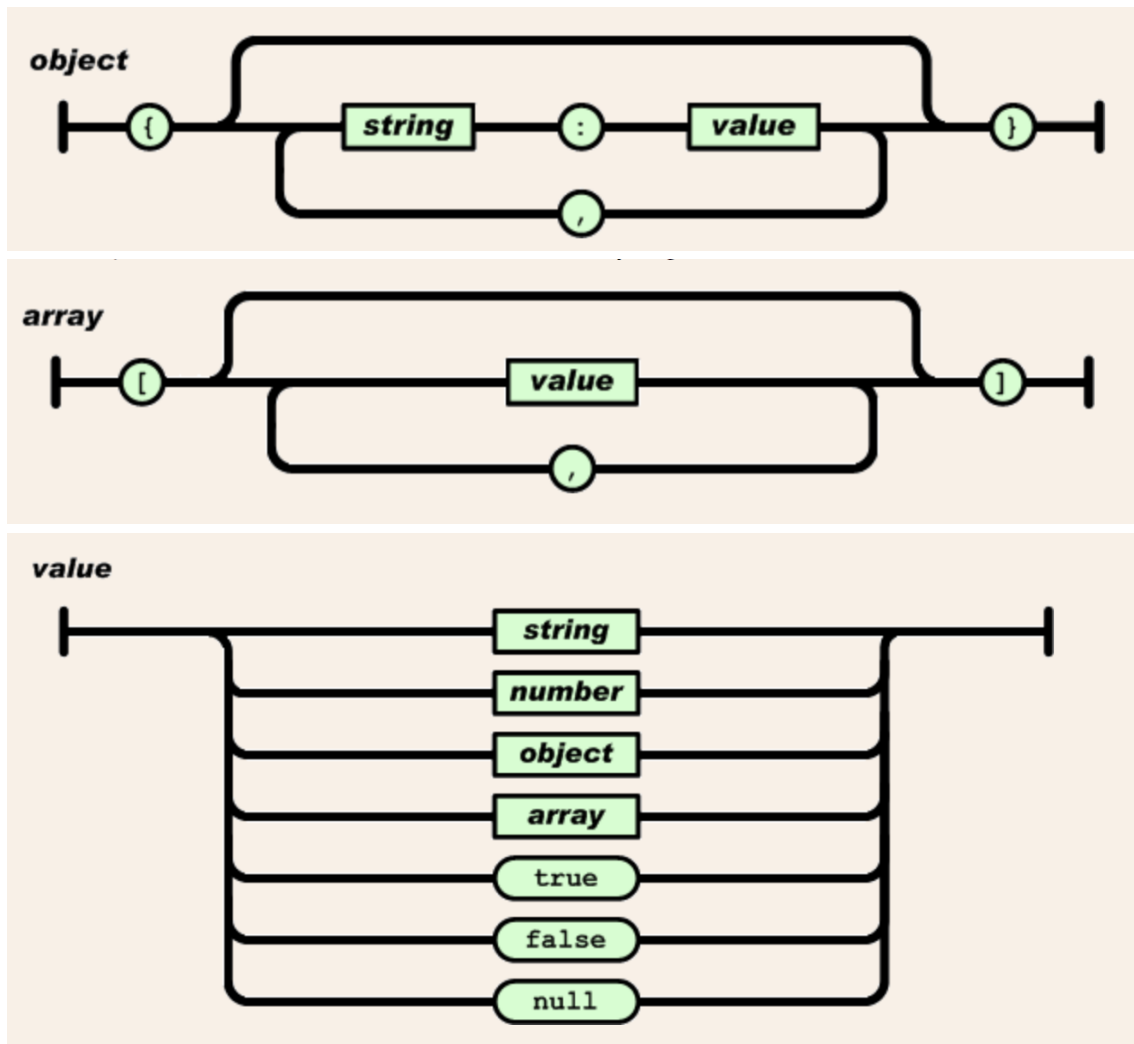 object
{ string : value }
,
array
[ value ]
,
value
string
number
object
array
true
false
null